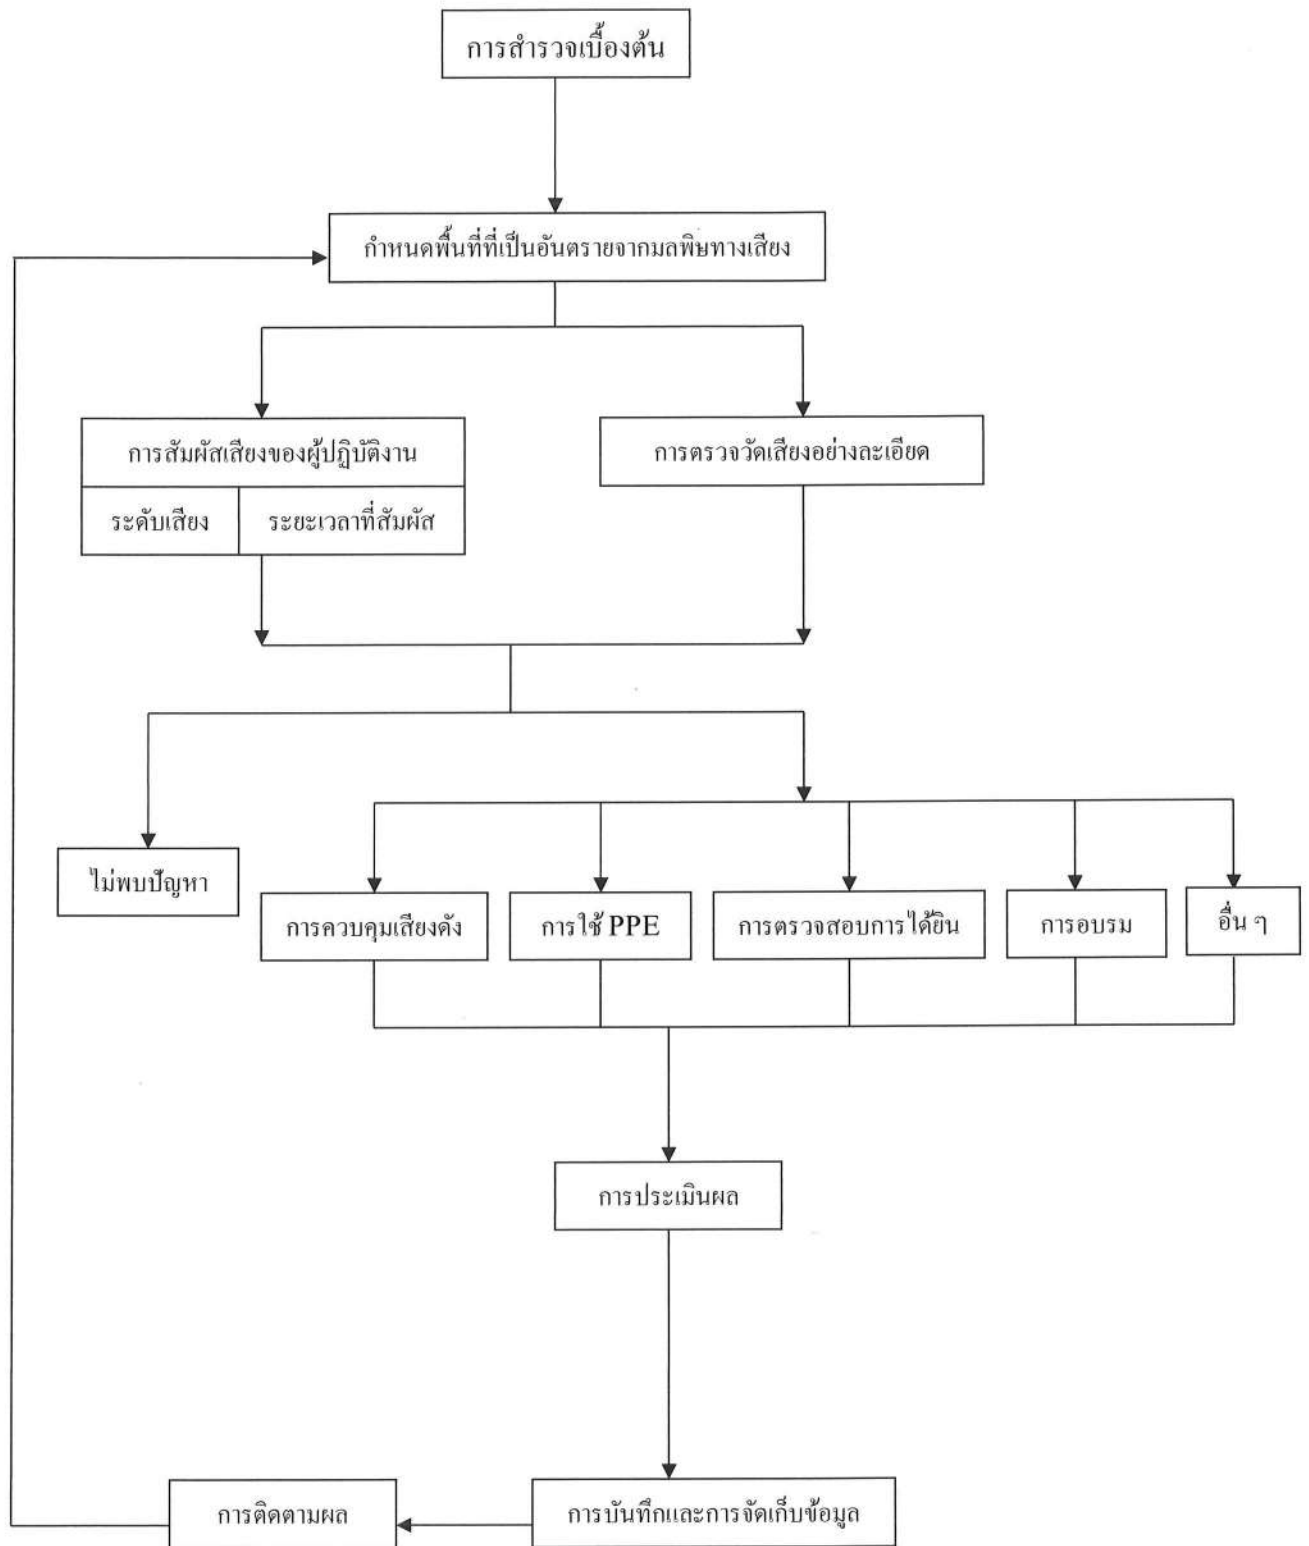 การสำรวจเบื้องต้น
กำหนดพื้นที่ที่เป็นอันตรายจากมลพิษทางเสียง
การสัมผัสเสียงของผู้ปฏิบัติงาน
การตรวจวัดเสียงอย่างละเอียด
ระดับเสียง
ระยะเวลาที่สัมผัส
ไม่พบปัญหา
การควบคุมเสียงดัง
การใช้ PPE
การตรวจสอบการได้ยิน
การอบรม
อื่น ๆ
การประเมินผล
การติดตามผล
การบันทึกและการจัดเก็บข้อมูล